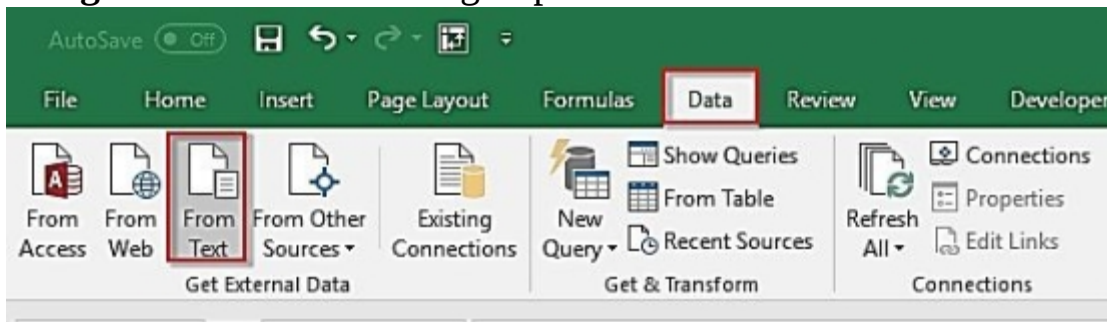 AutoSave Off
File Home Insert Page Layout Formulas Data Review View Developer
From Access
From Web
From Text
From Other Sources
Existing Connections
New Query
Show Queries
From Table
Recent Sources
Refresh All
Connections
Properties
Edit Links
Get External Data
Get & Transform
Connections